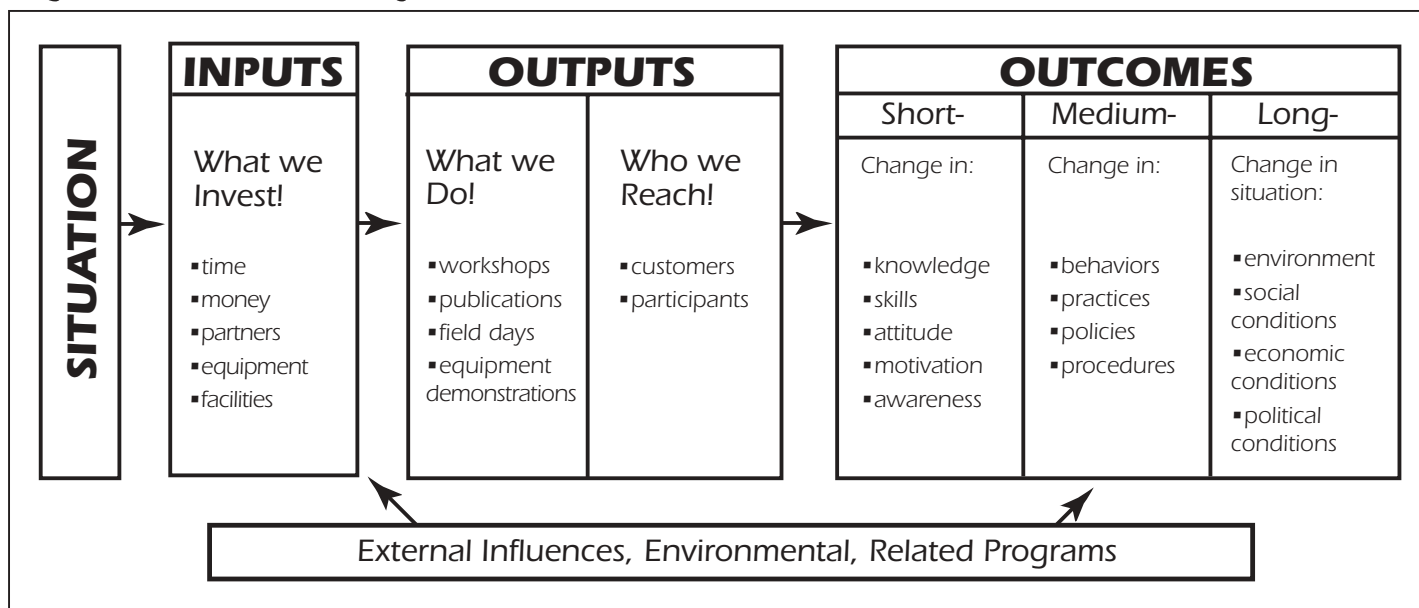 SITUATION
INPUTS
What we
Invest!
▪time
▪money
▪partners
▪equipment
▪facilities
OUTPUTS
What we
Do!
▪workshops
▪publications
▪field days
▪equipment
demonstrations
Who we
Reach!
▪customers
▪participants
OUTCOMES
Short-
Change in:
▪knowledge
▪skills
▪attitude
▪motivation
▪awareness
Medium-
Change in:
▪behaviors
▪practices
▪policies
▪procedures
Long-
Change in
situation:
▪environment
▪social
conditions
▪economic
conditions
▪political
conditions
External Influences, Environmental, Related Programs